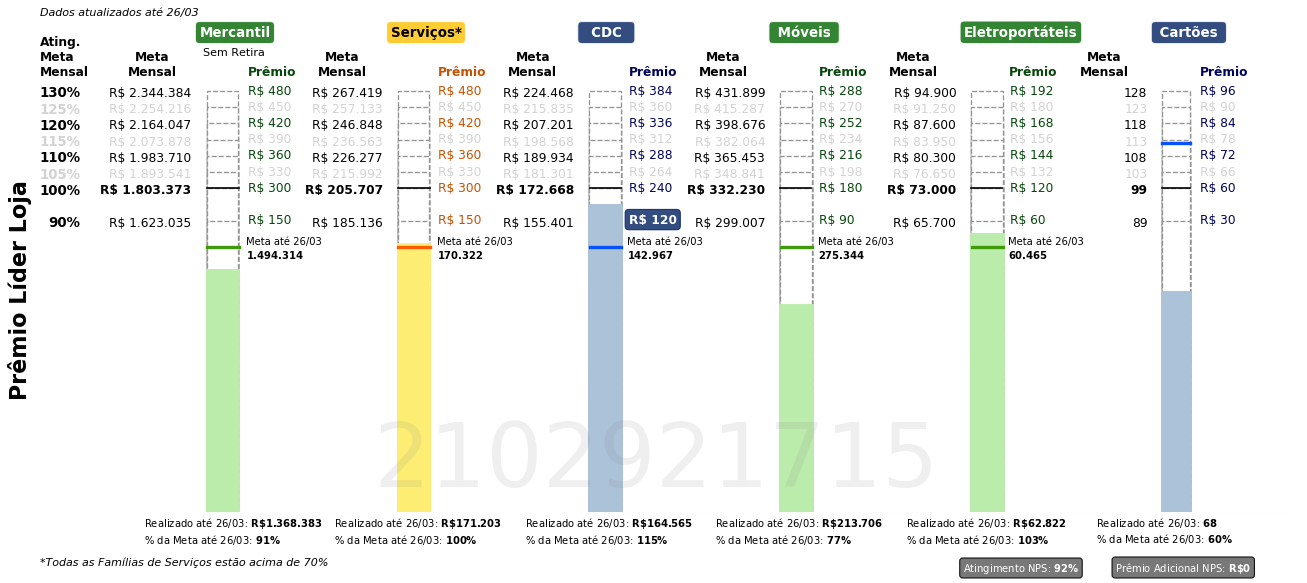 Dados atualizados até 26/03
Mercantil Serviços* CDC Móveis Eletroportáteis Cartões
Sem Retira
Ating. Meta Mensal Meta Mensal Prêmio Meta Mensal Prêmio Meta Mensal Prêmio Meta Mensal Prêmio Meta Mensal Prêmio Meta Mensal Prêmio
130% R$ 2.344.384 R$ 480 R$ 267.419 R$ 480 R$ 224.468 R$ 384 R$ 431.899 R$ 288 R$ 94.900 R$ 192 128 R$ 96
125% R$ 2.254.216 R$ 450 R$ 257.133 R$ 450 R$ 215.835 R$ 360 R$ 415.287 R$ 270 R$ 91.250 R$ 180 123 R$ 90
120% R$ 2.164.047 R$ 420 R$ 246.848 R$ 420 R$ 207.201 R$ 336 R$ 398.676 R$ 252 R$ 87.600 R$ 168 118 R$ 84
115% R$ 2.073.878 R$ 390 R$ 236.563 R$ 390 R$ 198.568 R$ 312 R$ 382.064 R$ 234 R$ 83.950 R$ 156 113 R$ 78
110% R$ 1.983.710 R$ 360 R$ 226.277 R$ 360 R$ 189.934 R$ 288 R$ 365.453 R$ 216 R$ 80.300 R$ 144 108 R$ 72
105% R$ 1.893.541 R$ 330 R$ 215.992 R$ 330 R$ 181.301 R$ 264 R$ 348.841 R$ 198 R$ 76.650 R$ 132 103 R$ 66
100% R$ 1.803.373 R$ 300 R$ 205.707 R$ 300 R$ 172.668 R$ 240 R$ 332.230 R$ 180 R$ 73.000 R$ 120 99 R$ 60
90% R$ 1.623.035 R$ 150 R$ 185.136 R$ 150 R$ 155.401 R$ 120 R$ 299.007 R$ 90 R$ 65.700 R$ 60 89 R$ 30
Meta até 26/03 Meta até 26/03 Meta até 26/03 Meta até 26/03 Meta até 26/03
1.494.314 170.322 142.967 275.344 60.465
Prêmio Líder Loja
2102921715
Realizado até 26/03: R$1.368.383 Realizado até 26/03: R$171.203 Realizado até 26/03: R$164.565 Realizado até 26/03: R$213.706 Realizado até 26/03: R$62.822 Realizado até 26/03: 68
% da Meta até 26/03: 91% % da Meta até 26/03: 100% % da Meta até 26/03: 115% % da Meta até 26/03: 77% % da Meta até 26/03: 103% % da Meta até 26/03: 60%
*Todas as Famílias de Serviços estão acima de 70% Atingimento NPS: 92% Prêmio Adicional NPS: R$0